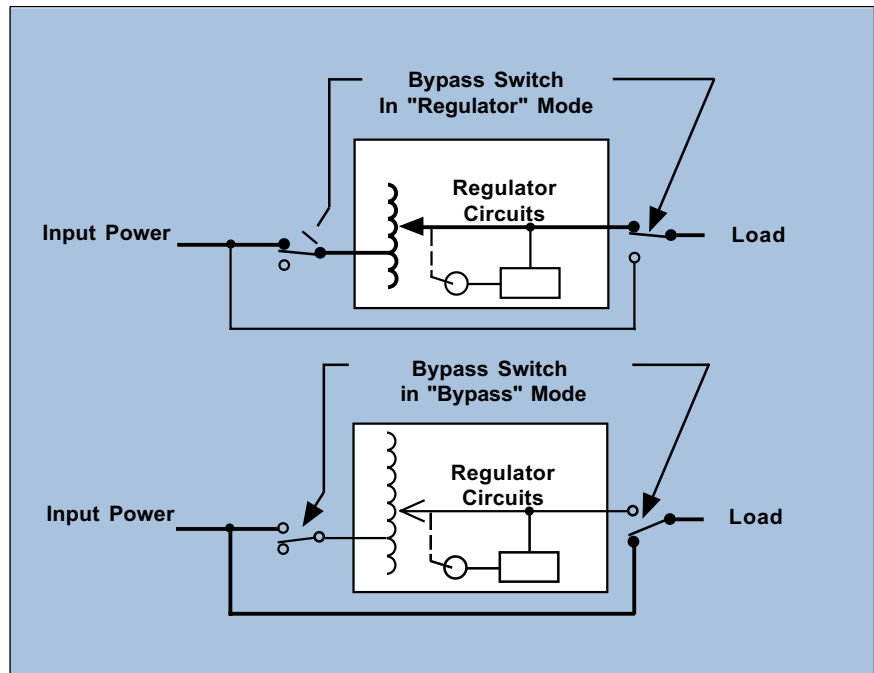 Bypass Switch
In "Regulator" Mode
Regulator
Circuits
Input Power
Load
Bypass Switch
in "Bypass" Mode
Regulator
Circuits
Input Power
Load